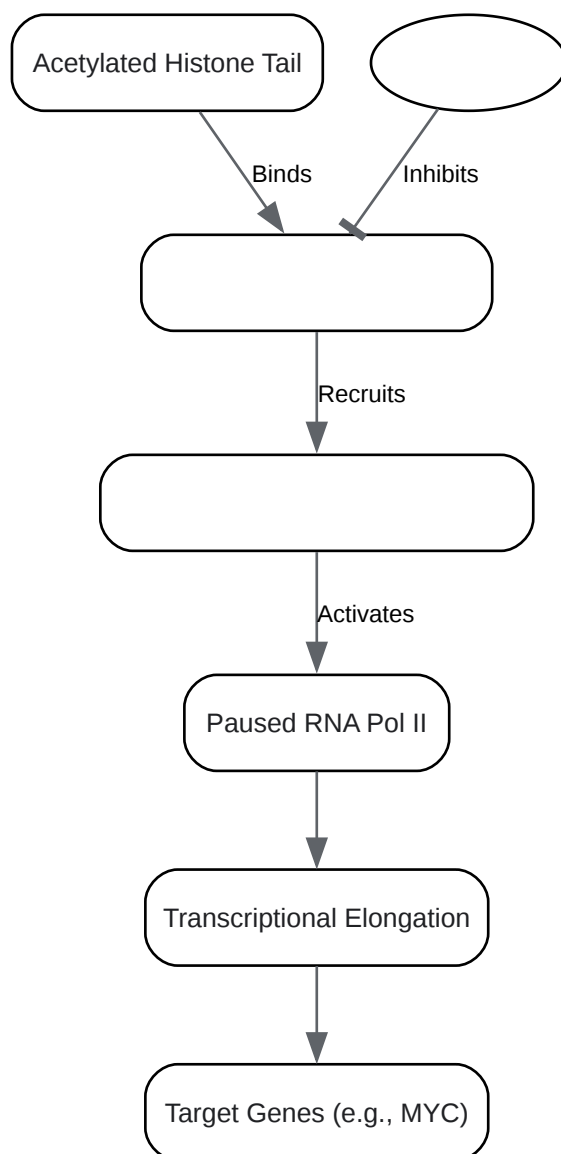 Acetylated Histone Tail
Binds
Inhibits
Recruits
Activates
Paused RNA Pol II
Transcriptional Elongation
Target Genes (e.g., MYC)